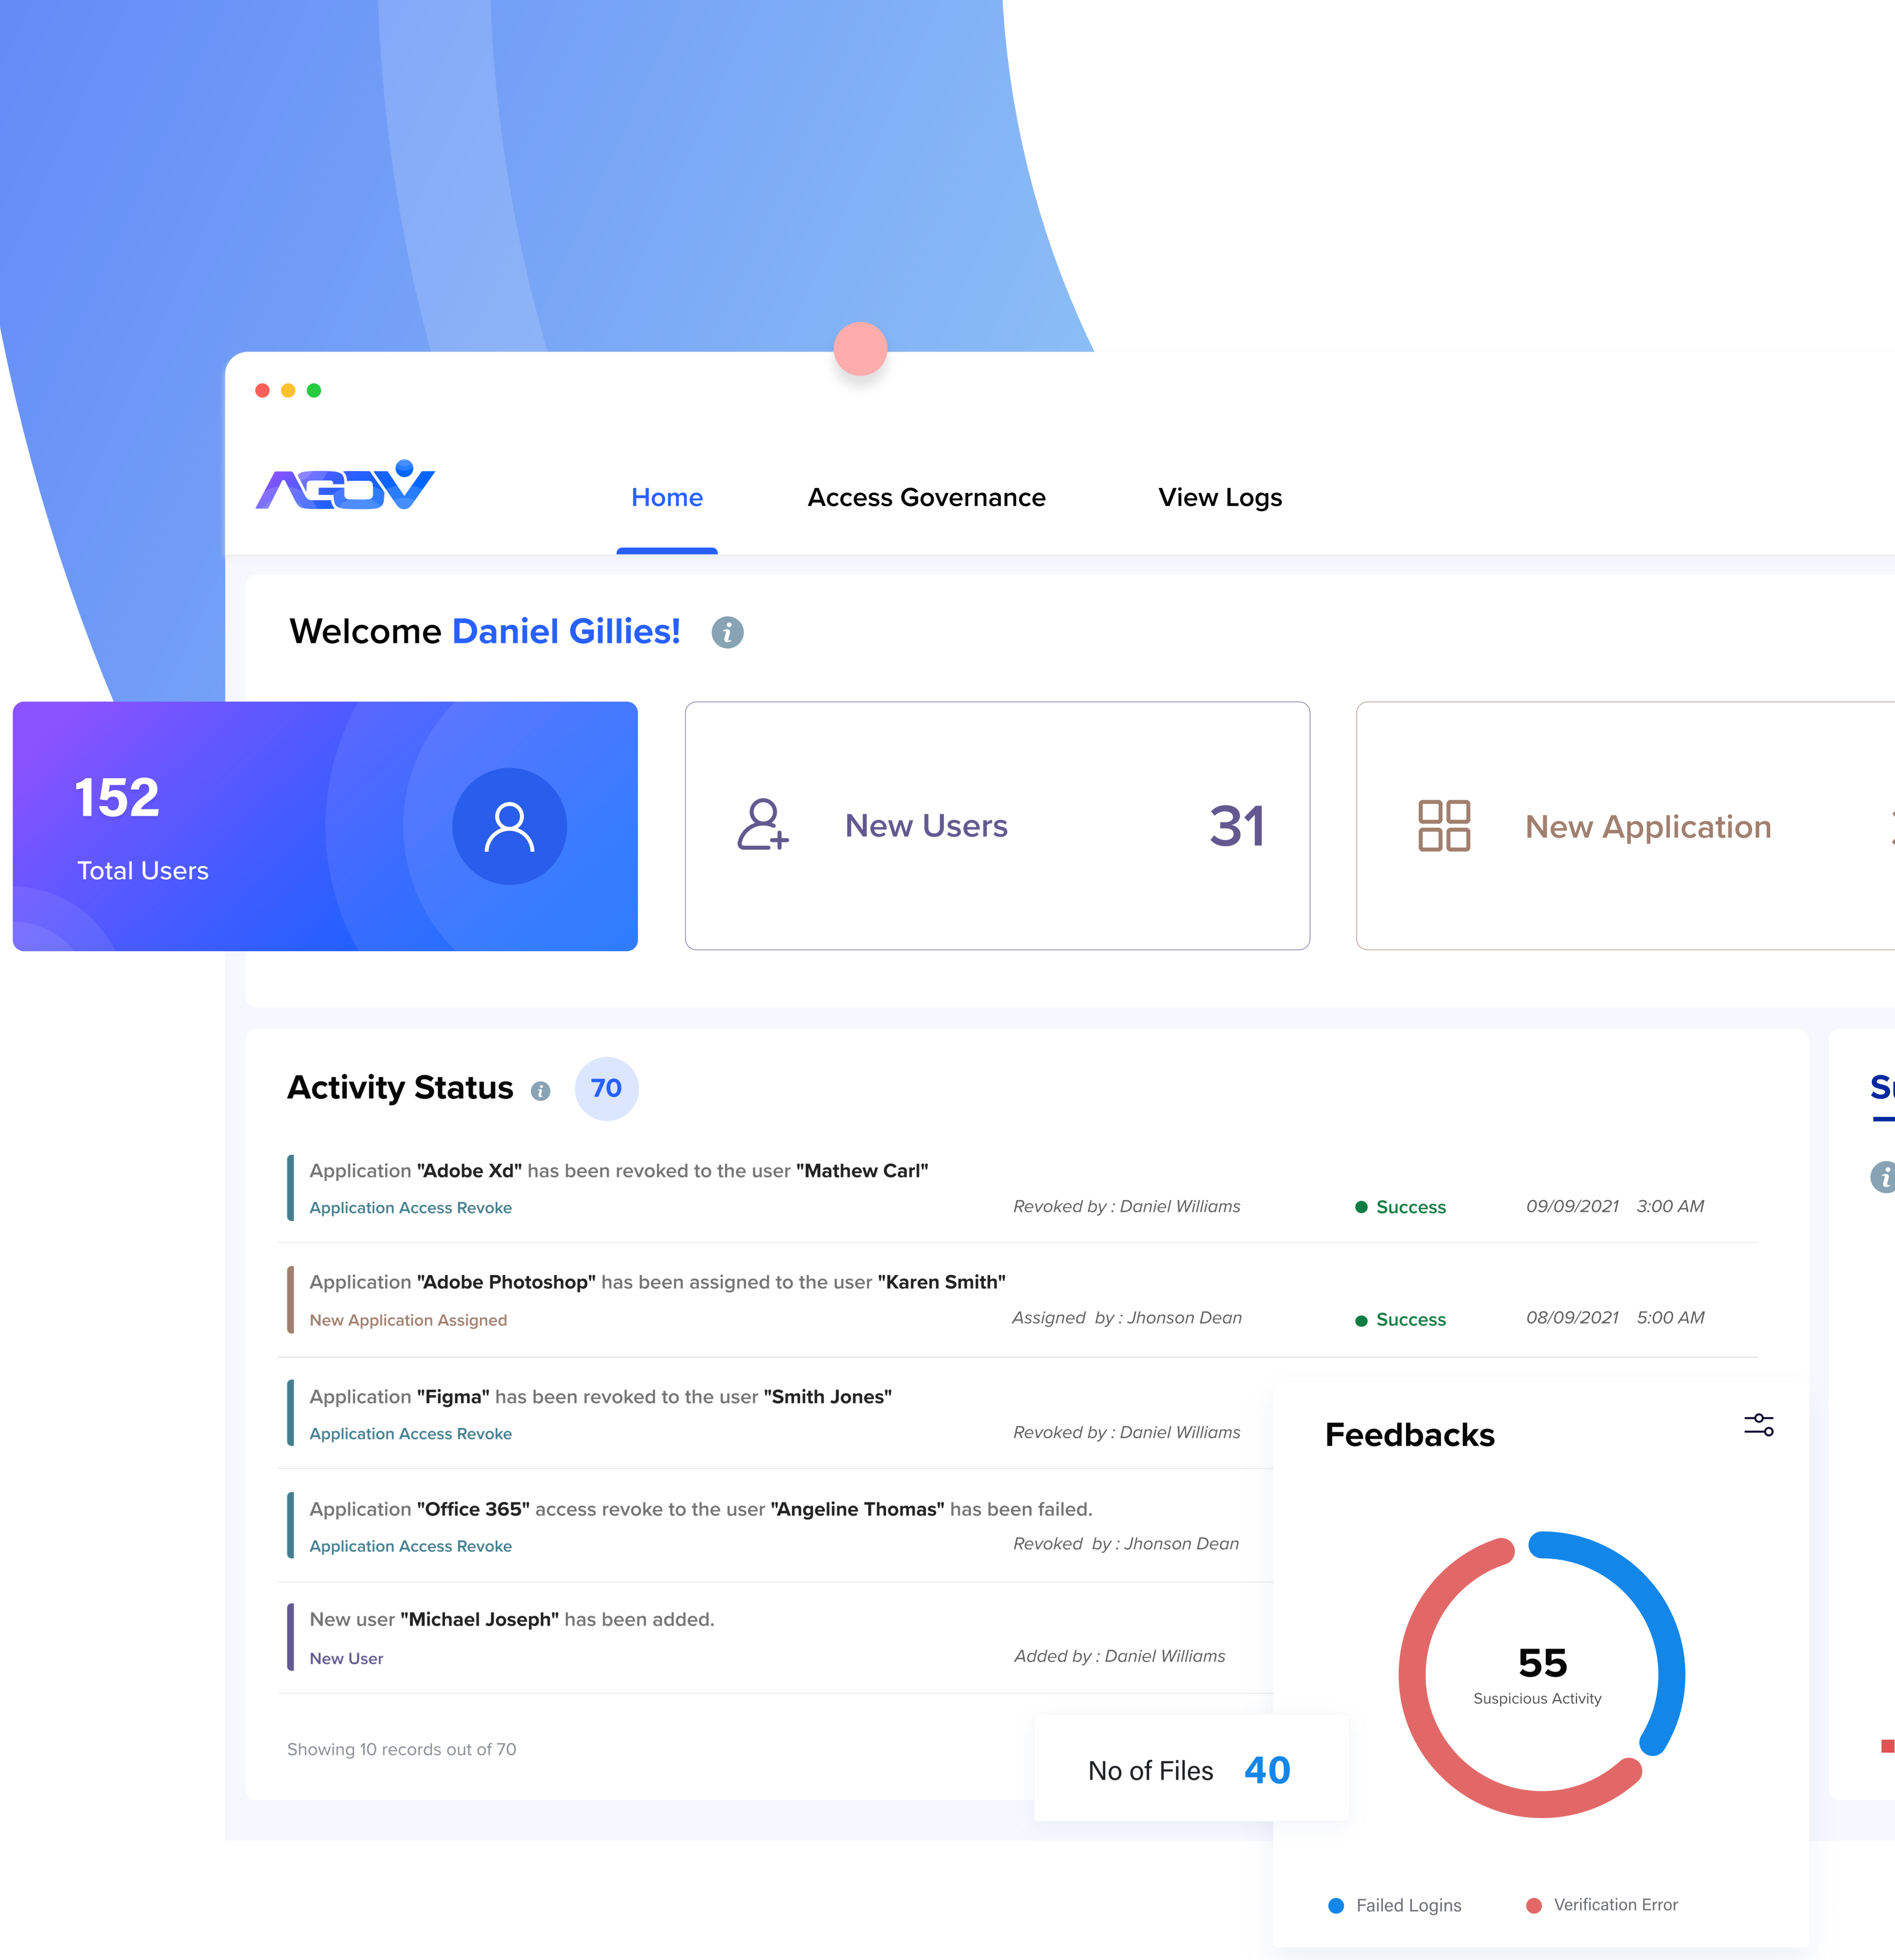 AGOV
Home
Access Governance
View Logs
Welcome Daniel Gillies!
152
Total Users
New Users
31
New Application
Activity Status
70
Application "Adobe Xd" has been revoked to the user "Mathew Carl"
Application Access Revoke
Revoked by : Daniel Williams
Success
09/09/2021 3:00 AM
Application "Adobe Photoshop" has been assigned to the user "Karen Smith"
New Application Assigned
Assigned by : Jhonson Dean
Success
08/09/2021 5:00 AM
Application "Figma" has been revoked to the user "Smith Jones"
Application Access Revoke
Revoked by : Daniel Williams
Application "Office 365" access revoke to the user "Angeline Thomas" has been failed.
Application Access Revoke
Revoked by : Jhonson Dean
New user "Michael Joseph" has been added.
New User
Added by : Daniel Williams
Showing 10 records out of 70
No of Files 40
Feedbacks
55
Suspicious Activity
Failed Logins
Verification Error